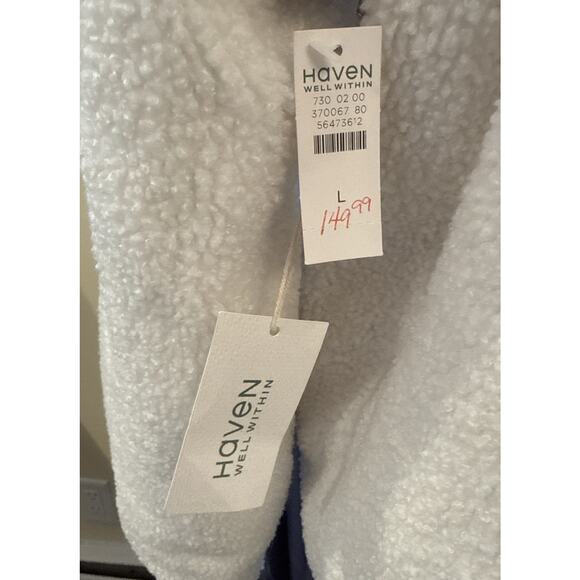 Haven
WELL WITHIN
730 02 00
370067 80
56473612
L
149.99
Haven
WELL WITHIN